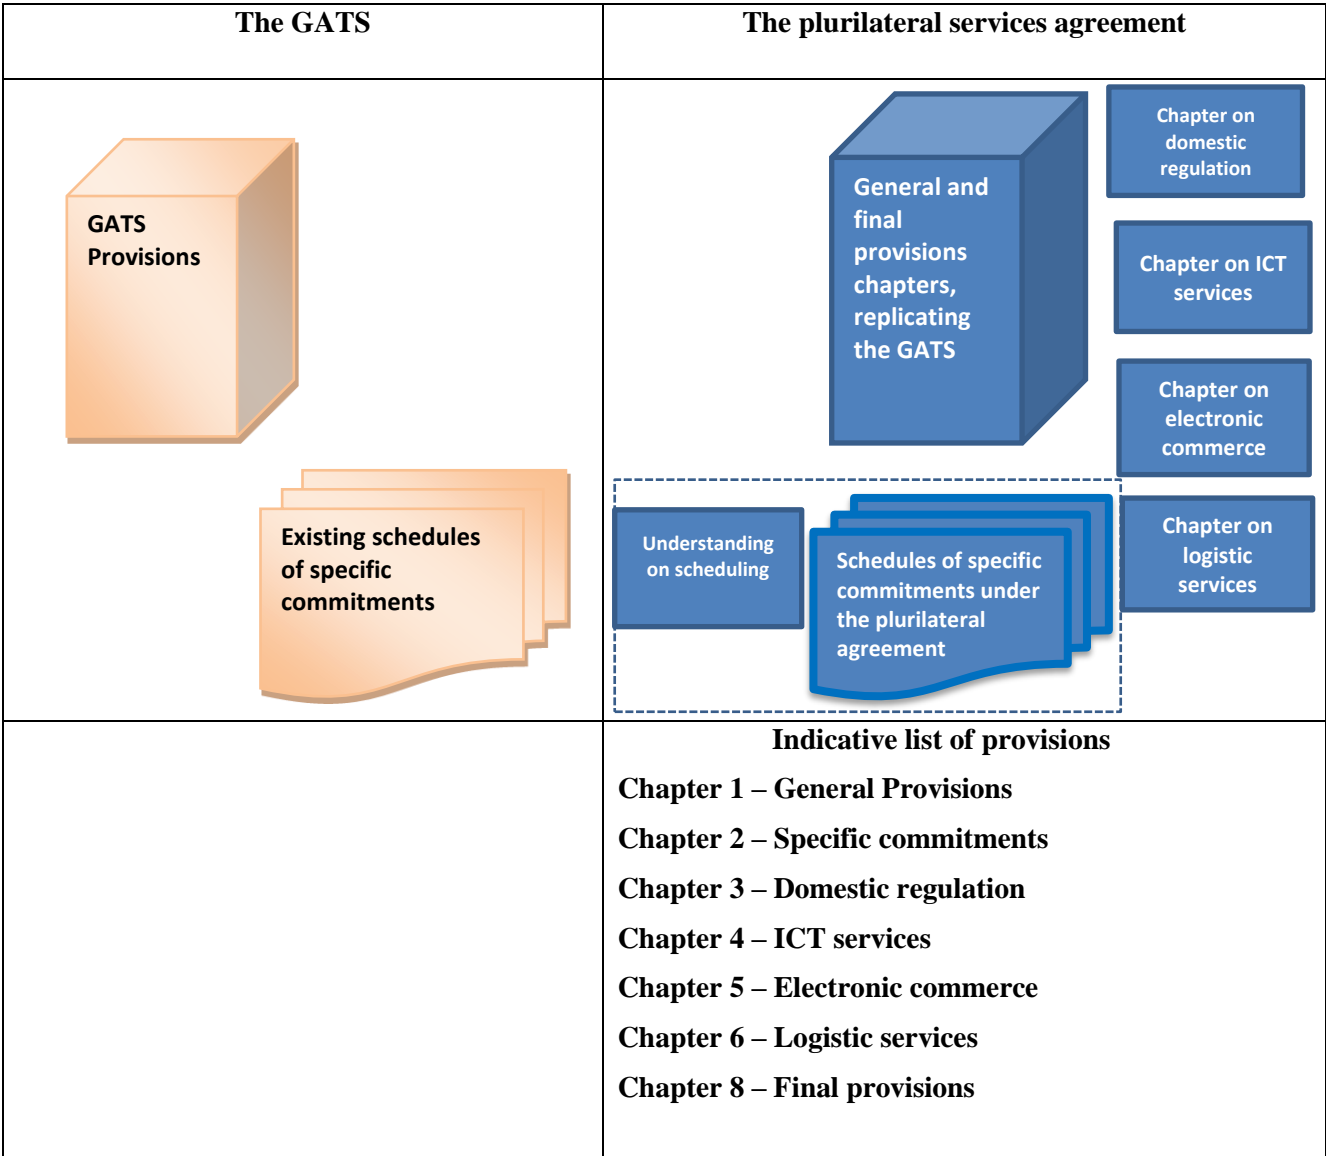 The GATS
The plurilateral services agreement
GATS
Provisions
Existing schedules
of specific
commitments
General and
final
provisions
chapters,
replicating
the GATS
Chapter on
domestic
regulation
Chapter on ICT
services
Chapter on
electronic
commerce
Chapter on
logistic
services
Understanding
on scheduling
Schedules of specific
commitments under
the plurilateral
agreement
Indicative list of provisions
Chapter 1 – General Provisions
Chapter 2 – Specific commitments
Chapter 3 – Domestic regulation
Chapter 4 – ICT services
Chapter 5 – Electronic commerce
Chapter 6 – Logistic services
Chapter 8 – Final provisions